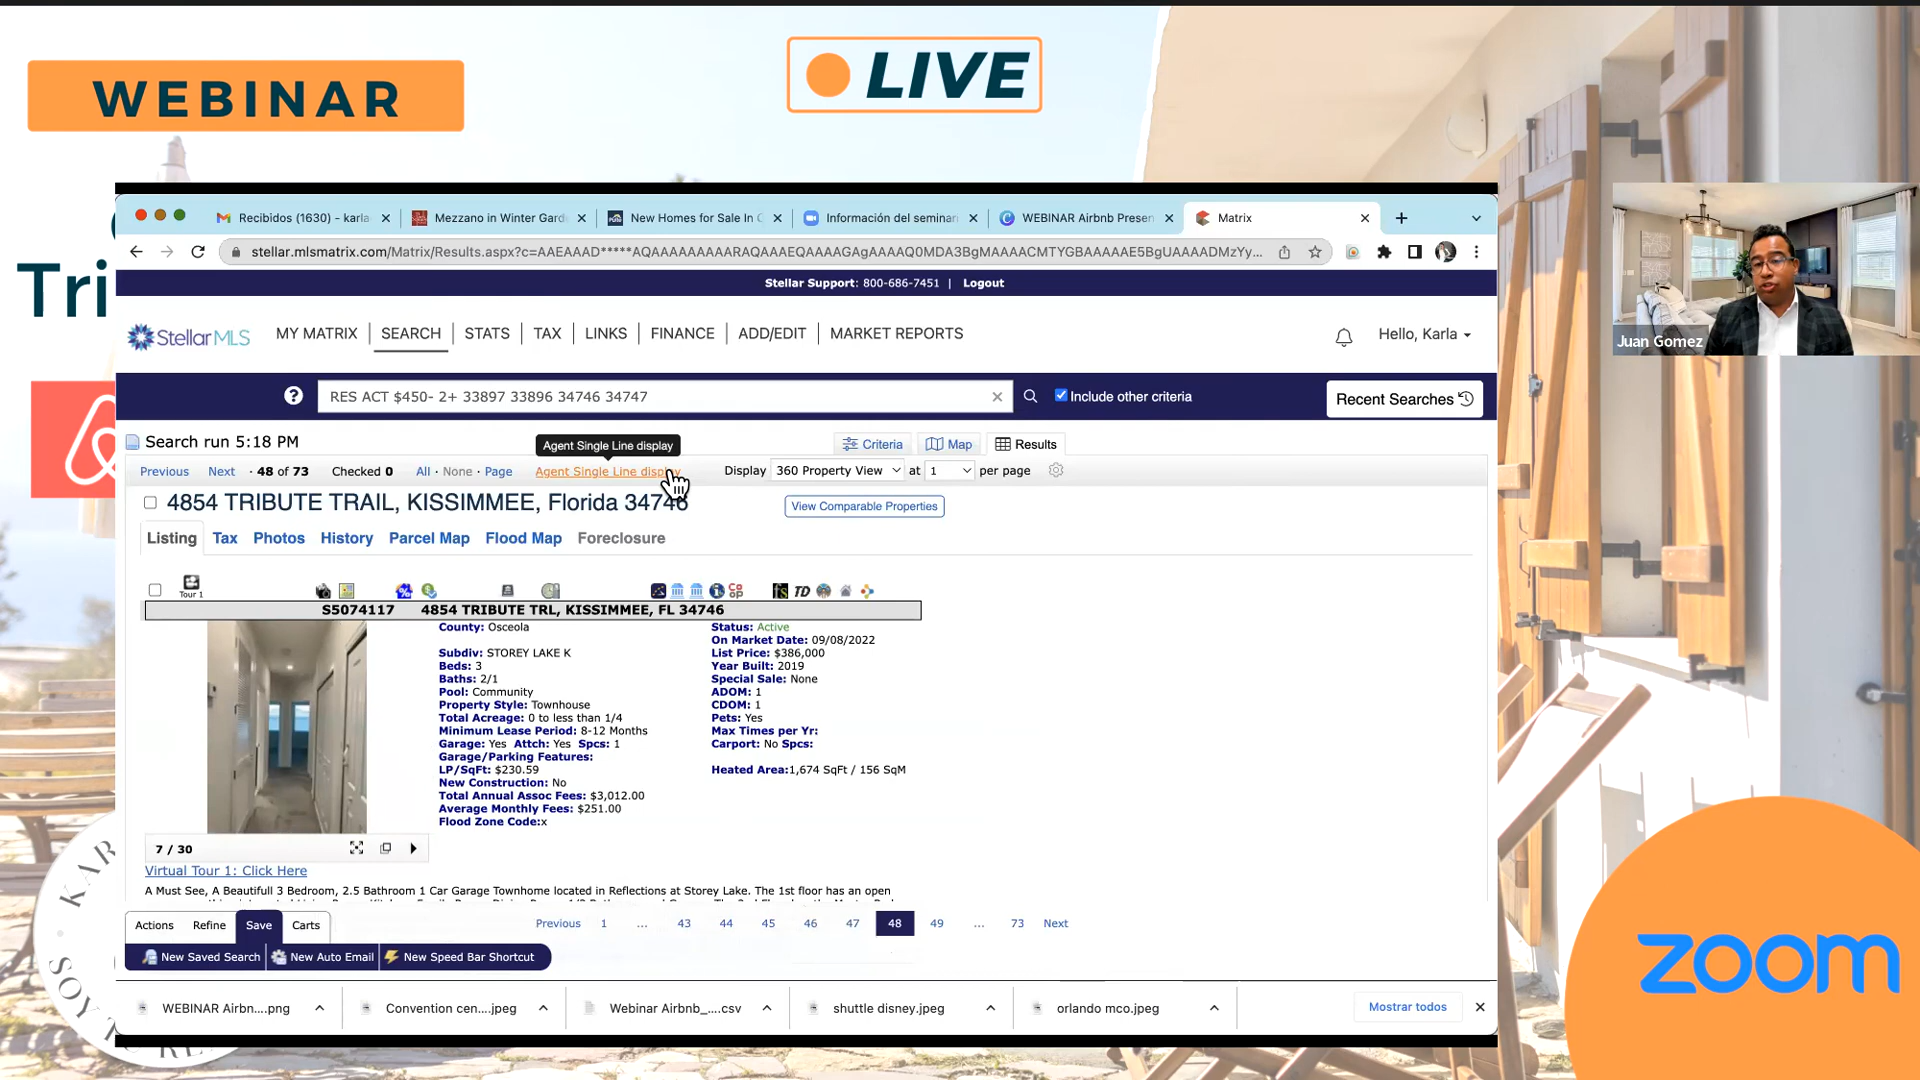 WEBINAR
LIVE
Tri
Recibidos (1630) - karla
Mezzano in Winter Garde
New Homes for Sale In
Información del seminar
WEBINAR Airbnb Presen
Matrix
stellar.mlsmatrix.com/Matrix/Results.aspx?c=AAEAAAD*****AQAAAAAAAAARAQAAAEQAAAAGAgAAAAQ0MDA3BgMAAAACMTYGBAAAAAE5BgUAAAADMzYy...
Stellar Support: 800-686-7451 | Logout
StellarMLS
MY MATRIX | SEARCH | STATS | TAX | LINKS | FINANCE | ADD/EDIT | MARKET REPORTS
Hello, Karla
Juan Gomez
RES ACT $450- 2+ 33897 33896 34746 34747
Include other criteria
Recent Searches
Search run 5:18 PM
Agent Single Line display
Criteria
Map
Results
Previous Next · 48 of 73 Checked 0 All · None · Page
Agent Single Line display
Display 360 Property View at 1 per page
4854 TRIBUTE TRAIL, KISSIMMEE, Florida 34746
View Comparable Properties
Listing Tax Photos History Parcel Map Flood Map Foreclosure
Tour 1
CO OP
TD
S5074117 4854 TRIBUTE TRL, KISSIMMEE, FL 34746
County: Osceola
Subdiv: STOREY LAKE K
Beds: 3
Baths: 2/1
Pool: Community
Property Style: Townhouse
Total Acreage: 0 to less than 1/4
Minimum Lease Period: 8-12 Months
Garage: Yes Attch: Yes Spcs: 1
Garage/Parking Features:
LP/SqFt: $230.59
New Construction: No
Total Annual Assoc Fees: $3,012.00
Average Monthly Fees: $251.00
Flood Zone Code:x
Status: Active
On Market Date: 09/08/2022
List Price: $386,000
Year Built: 2019
Special Sale: None
ADOM: 1
CDOM: 1
Pets: Yes
Max Times per Yr:
Carport: No Spcs:
Heated Area:1,674 SqFt / 156 SqM
7 / 30
Virtual Tour 1: Click Here
A Must See, A Beautifull 3 Bedroom, 2.5 Bathroom 1 Car Garage Townhome located in Reflections at Storey Lake. The 1st floor has an open
Actions Refine Save Carts
Previous 1 ... 43 44 45 46 47 48 49 ... 73 Next
New Saved Search New Auto Email New Speed Bar Shortcut
WEBINAR Airbn....png
Convention cen....jpeg
Webinar Airbnb_....csv
shuttle disney.jpeg
orlando mco.jpeg
Mostrar todos
zoom
KAR
SOY TU RE